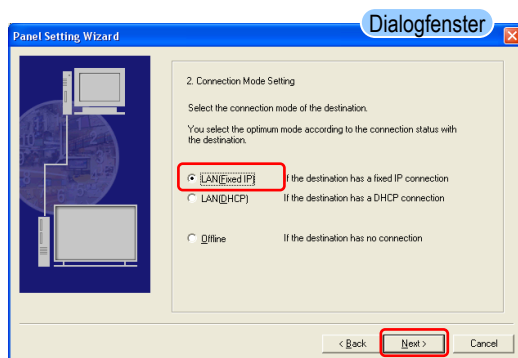 Dialogfenster
Panel Setting Wizard
2. Connection Mode Setting
Select the connection mode of the destination.
You select the optimum mode according to the connection status with
the destination.
LAN(Fixed IP) If the destination has a fixed IP connection
LAN(DHCP) If the destination has a DHCP connection
Offline If the destination has no connection
< Back Next > Cancel